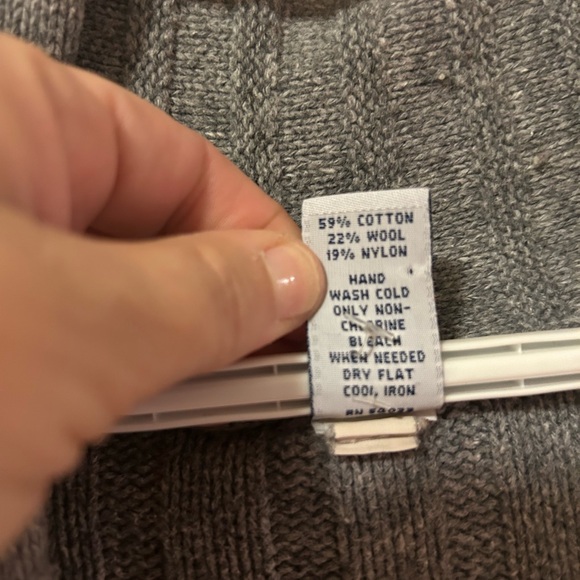 59% COTTON
22% WOOL
19% NYLON
HAND
WASH COLD
ONLY NON-
CHLORINE
BLEACH
WHEN NEEDED
DRY FLAT
COOL, IRON
RN